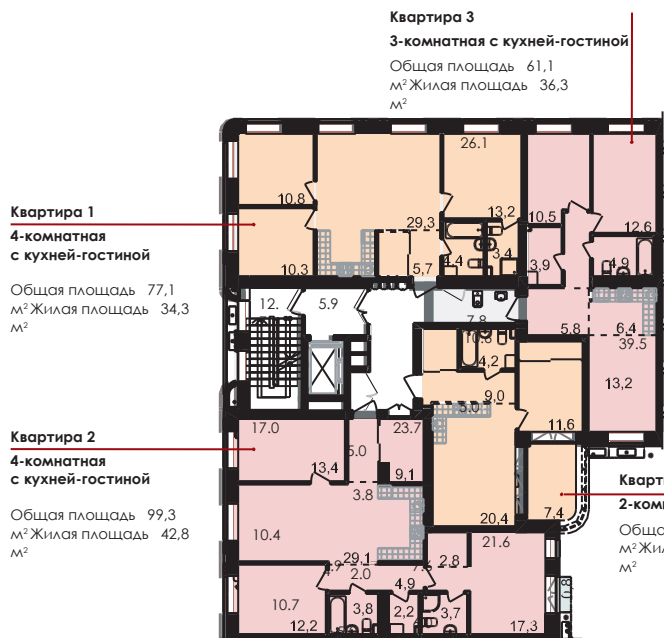 Квартира 3
3-комнатная с кухней-гостиной
Общая площадь 61,1
м² Жилая площадь 36,3
м²
26.1
10.8
29.3
13.2
10.5
12.6
Квартира 1
4-комнатная
с кухней-гостиной
10.3
4.4
3.4
3.9
4.9
5.7
Общая площадь 77,1
м² Жилая площадь 34,3
м²
12.
5.9
7.8
5.8
6.4
39.5
10.6
4,2
13,2
9.0
5.0
11.6
17.0
23.7
Квартира 2
4-комнатная
с кухней-гостиной
5.0
13,4
9,1
3.8
Кварти
2-ком
20,4
7,4
Общая площадь 99,3
м² Жилая площадь 42,8
м²
Обща
м² Жил
м²
10.4
29,1
2.8
21.6
2.0
4,9
10.7
12,2
3,8
2,2
3,7
17,3